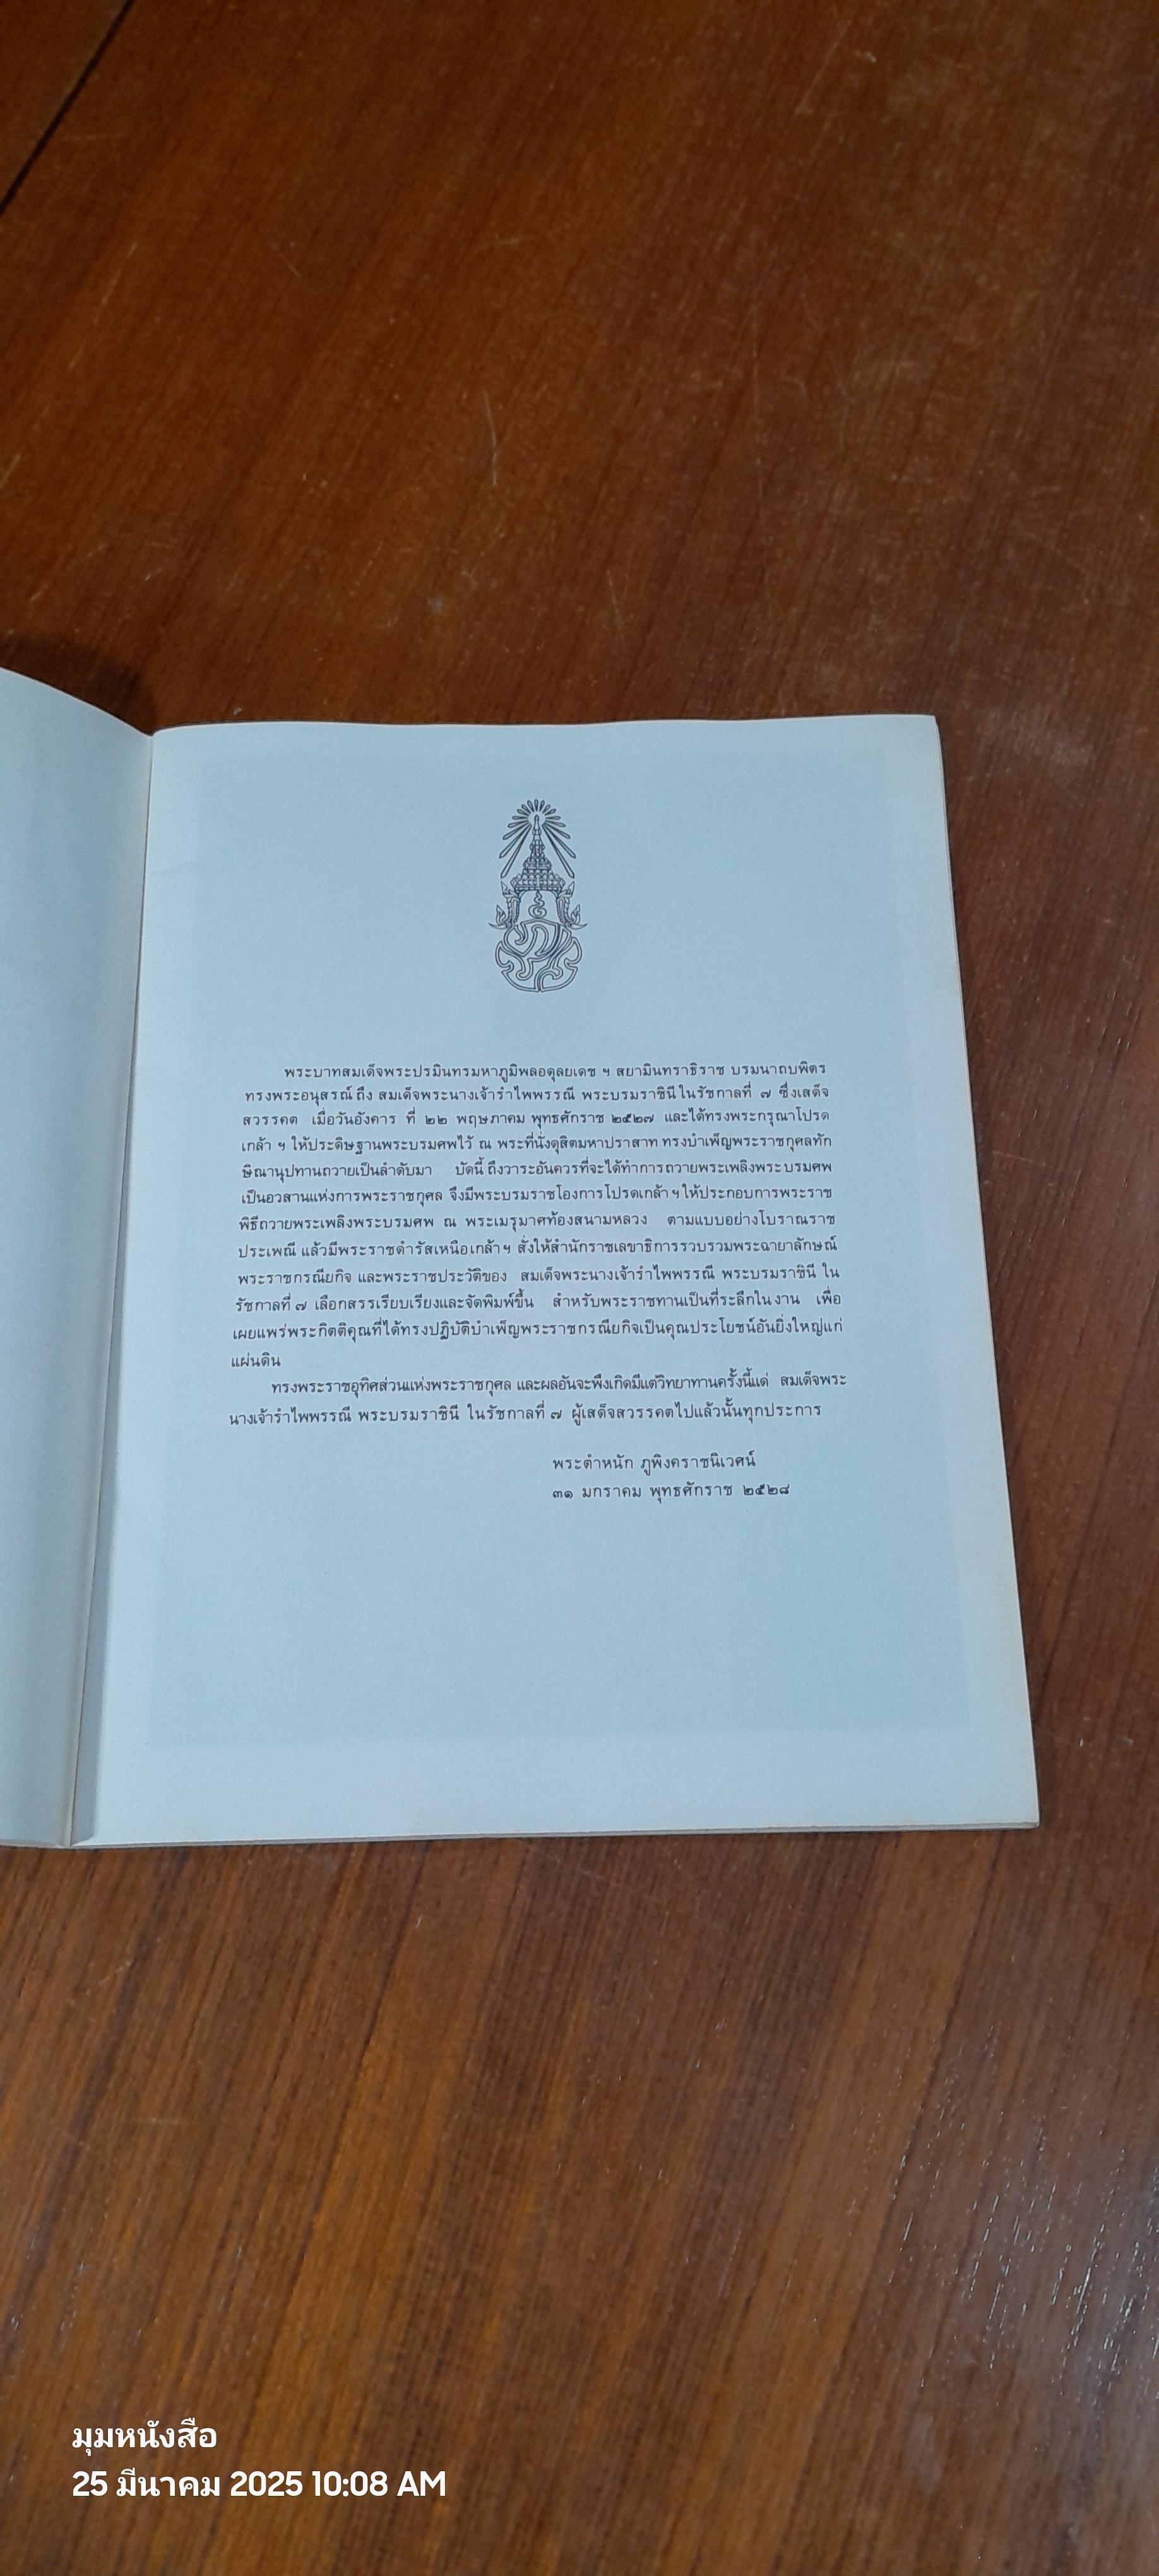 พระบาทสมเด็จพระปรมินทรมหาภูมิพลอดุลยเดช ฯ สยามินทราธิราช บรมนาถบพิตร
ทรงพระอนุสรณ์ ถึง สมเด็จพระนางเจ้ารำไพพรรณี พระบรมราชินี ในรัชกาลที่ ๗ ซึ่งเสด็จ
สวรรคต เมื่อวันอังคาร ที่ ๒๒ พฤษภาคม พุทธศักราช ๒๕๒๗ และได้ทรงพระกรุณาโปรด
เกล้า ฯ ให้ประดิษฐานพระบรมศพไว้ ณ พระที่นั่งดุสิตมหาปราสาท ทรงบำเพ็ญพระราชกุศลทัก
ษิณานุปทานถวายเป็นลำดับมา บัดนี้ ถึงวาระอันควรที่จะได้ทำการถวายพระเพลิงพระบรมศพ
เป็นอวสานแห่งการพระราชกุศล จึงมีพระบรมราชโองการโปรดเกล้า ฯ ให้ประกอบการพระราช
พิธีถวายพระเพลิงพระบรมศพ ณ พระเมรุมาศท้องสนามหลวง ตามแบบอย่างโบราณราช
ประเพณี แล้วมีพระราชดำรัสเหนือเกล้า ฯ สั่งให้สำนักราชเลขาธิการรวบรวมพระฉายาลักษณ์
พระราชกรณียกิจ และพระราชประวัติของ สมเด็จพระนางเจ้ารำไพพรรณี พระบรมราชินี ใน
รัชกาลที่ ๗ เลือกสรรเรียบเรียงและจัดพิมพ์ขึ้น สำหรับพระราชทานเป็นที่ระลึกในงาน เพื่อ
เผยแพร่พระกิตติคุณที่ได้ทรงปฏิบัติบำเพ็ญพระราชกรณียกิจเป็นคุณประโยชน์อันยิ่งใหญ่แก่
แผ่นดิน
ทรงพระราชอุทิศส่วนแห่งพระราชกุศล และผลอันจะพึงเกิดมีแต่วิทยาทานครั้งนี้แด่ สมเด็จพระ
นางเจ้ารำไพพรรณี พระบรมราชินี ในรัชกาลที่ ๗ ผู้เสด็จสวรรคตไปแล้วนั้นทุกประการ
พระตำหนัก ภูพิงคราชนิเวศน์
๓๑ มกราคม พุทธศักราช ๒๕๒๘
มุมหนังสือ
25 มีนาคม 2025 10:08 AM